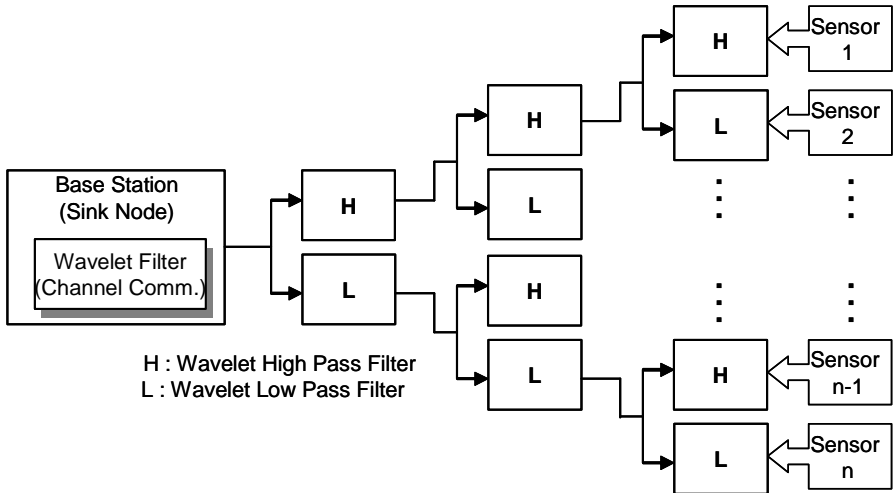 H
Sensor
1
H
L
Sensor
2
Base Station
(Sink Node)
H
L
Wavelet Filter
(Channel Comm.)
L
H
H : Wavelet High Pass Filter
L : Wavelet Low Pass Filter
L
H
Sensor
n-1
L
Sensor
n